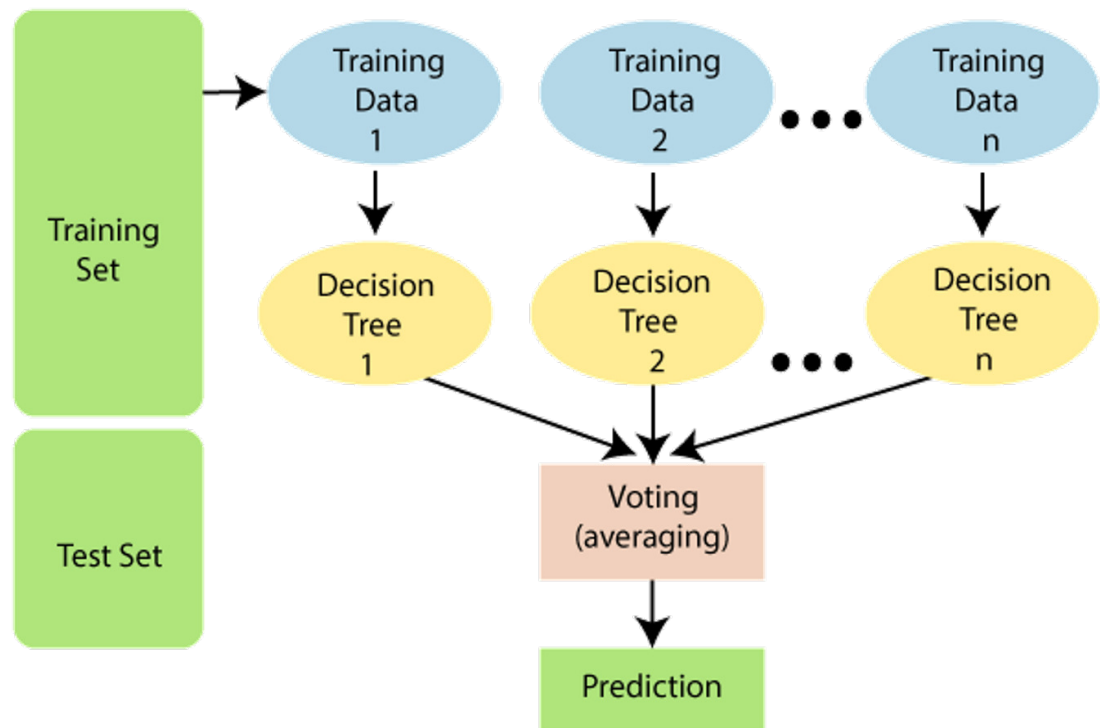 Training
Set
Test Set
Training
Data
1
Training
Data
2
Training
Data
n
Decision
Tree
1
Decision
Tree
2
Decision
Tree
n
Voting
(averaging)
Prediction